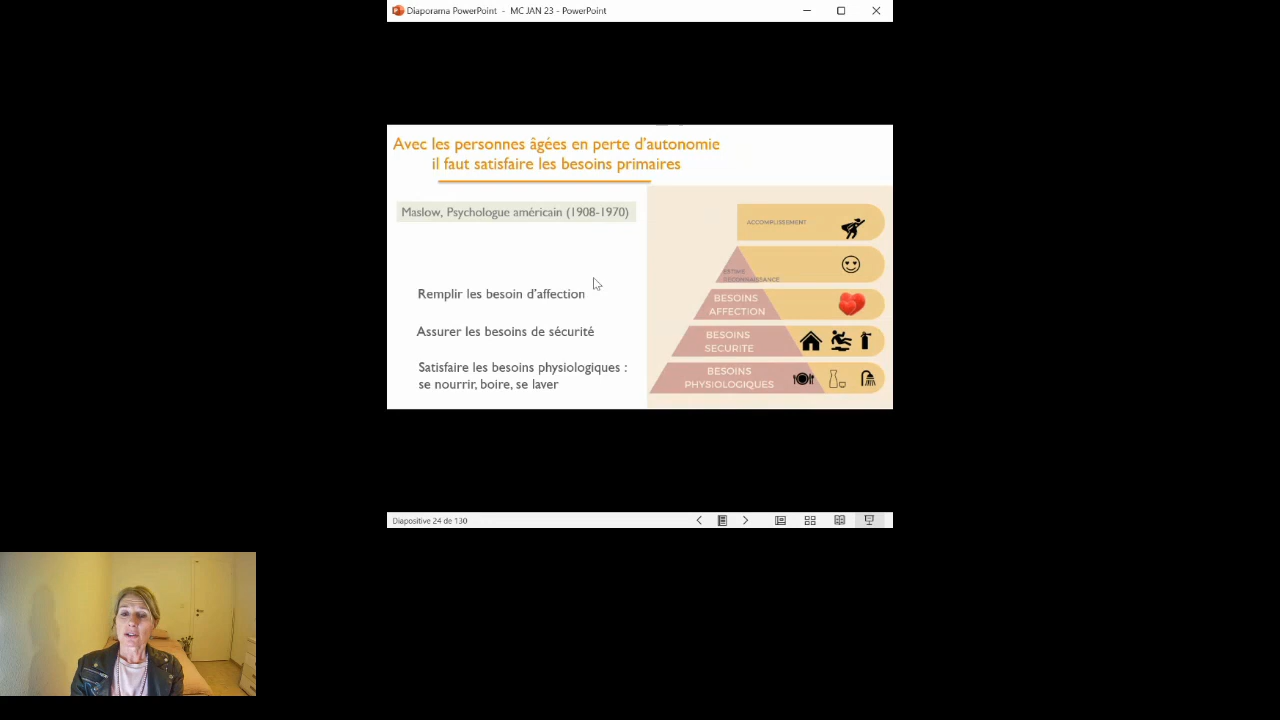 Diaporama PowerPoint - MC JAN 23 - PowerPoint
Avec les personnes âgées en perte d'autonomie
il faut satisfaire les besoins primaires
Maslow, Psychologue américain (1908-1970)
Remplir les besoin d'affection
Assurer les besoins de sécurité
Satisfaire les besoins physiologiques :
se nourrir, boire, se laver
ACCOMPLISSEMENT
ESTIME
RECONNAISSANCE
BESOINS
AFFECTION
BESOINS
SECURITE
BESOINS
PHYSIOLOGIQUES
Diapositive 24 de 130